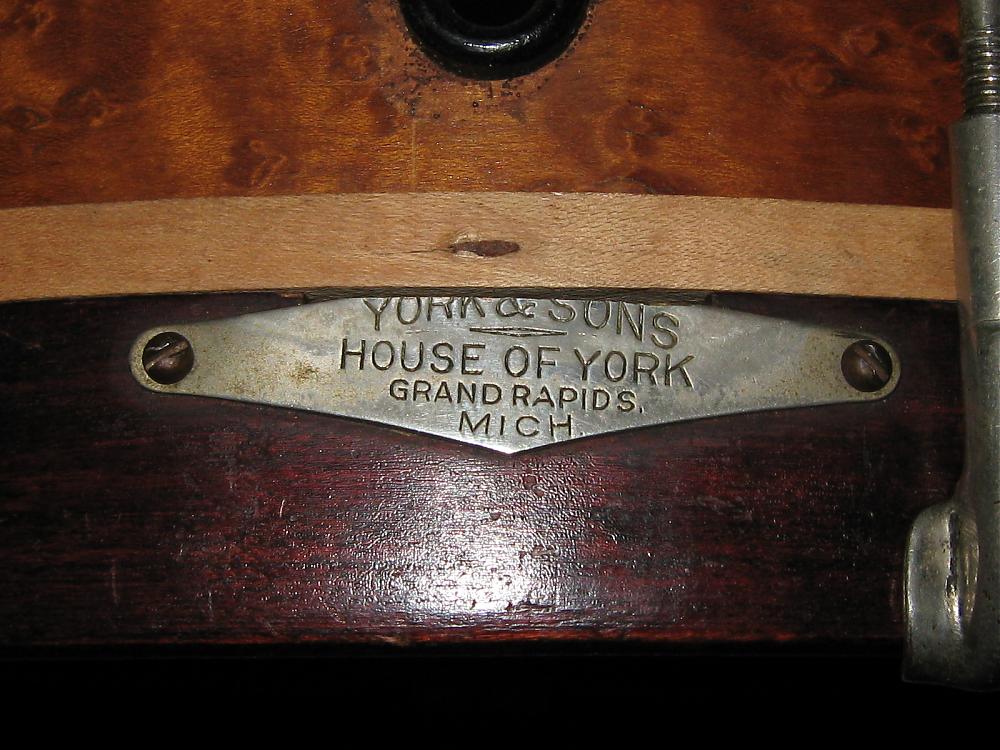 YORK & SONS
HOUSE OF YORK
GRAND RAPIDS.
MICH.